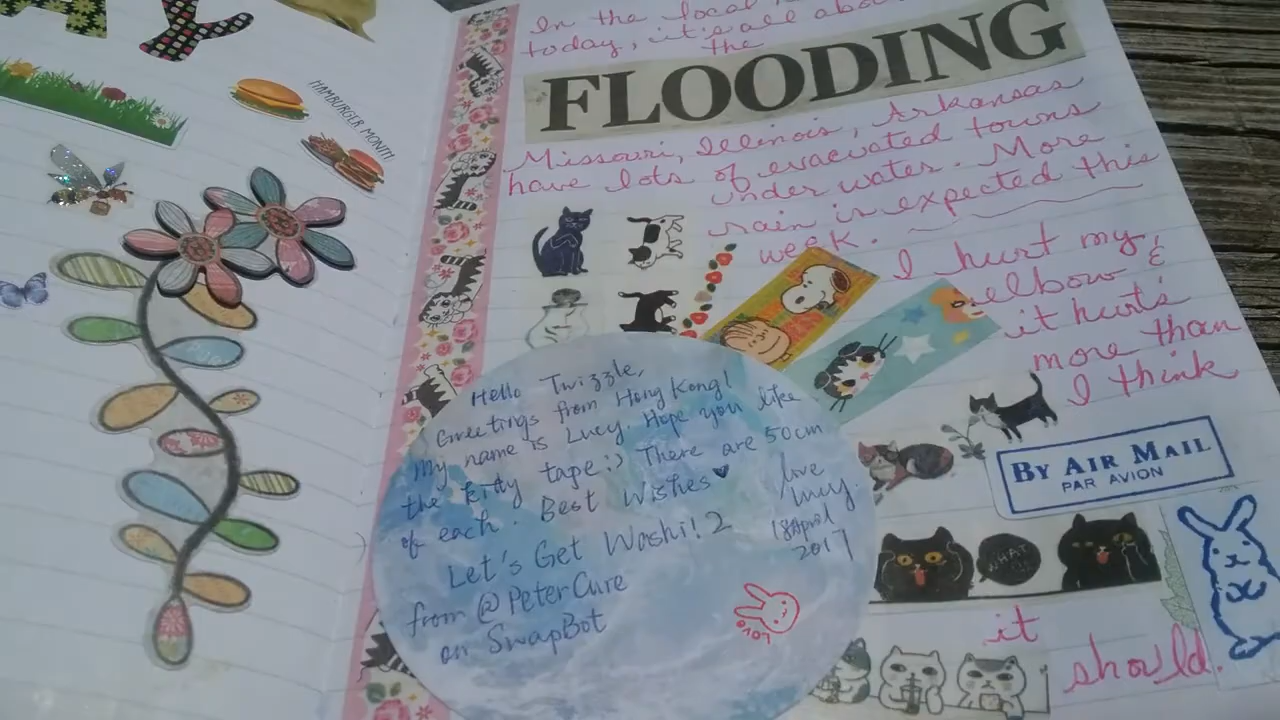 AY
HAMBURGER MONTH
In the local
today, it's all abou
the
FLOODING
Missouri, Illinois, Arkansas
have lots of evacuated towns
under water. More
rain is expected this
week.
I hurt my
elbow &
it hurts
more than
I think
it
should.
Hello Twizzle,
Greetings from Hong Kong!
My name is Lucy. Hope you like
the kitty tape :) There are 50cm
of each. Best Wishes ♥
love
Lucy.
18 April
2017
Let's Get Washi! 2
from @PeterCure
on SwapBot
LOVE
BY AIR MAIL
PAR AVION
WHAT